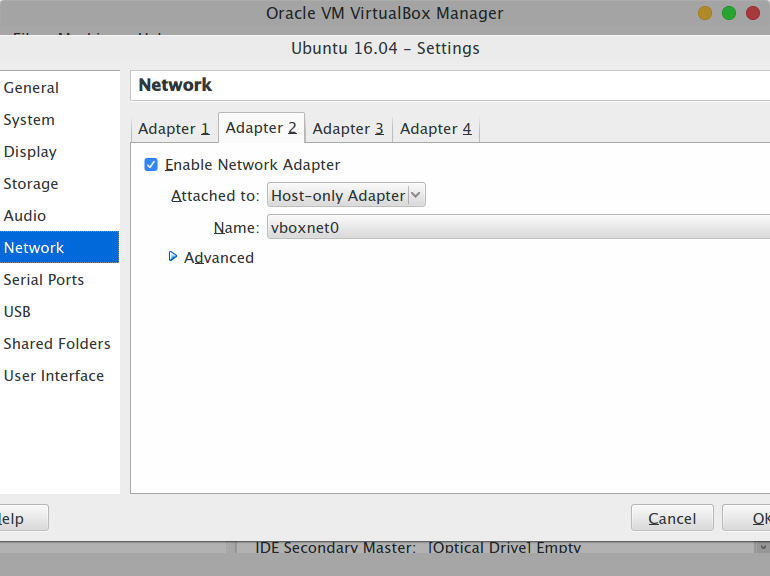 Oracle VM VirtualBox Manager
Ubuntu 16.04 – Settings
General
System
Display
Storage
Audio
Network
Serial Ports
USB
Shared Folders
User Interface
Network
Adapter 1 Adapter 2 Adapter 3 Adapter 4
Enable Network Adapter
Attached to: Host-only Adapter
Name: vboxnet0
Advanced
elp
Cancel OK
IDE Secondary Master: [Optical Drive] Empty